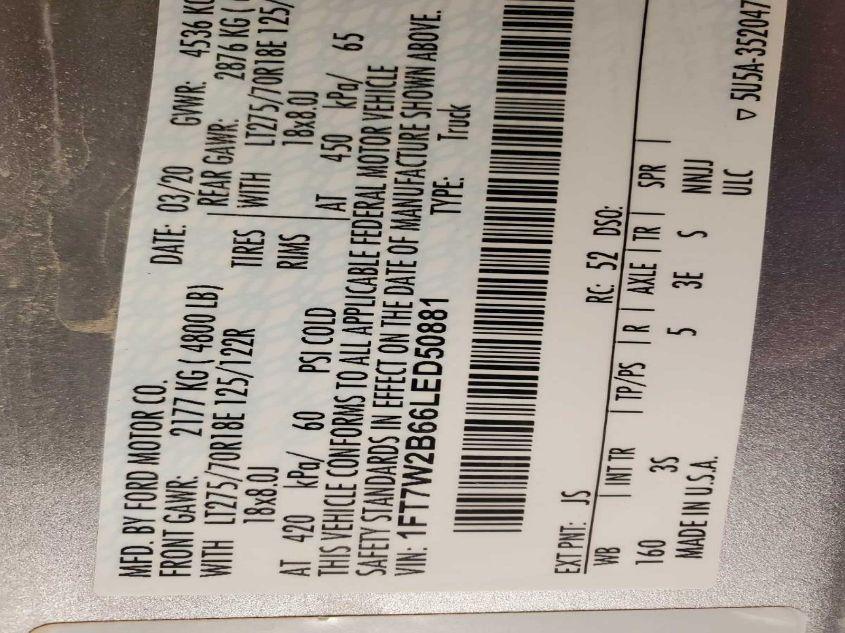 MFD. BY FORD MOTOR CO.
DATE: 03/20 GVWR: 4536 KG
FRONT GAWR: 2177 KG ( 4800 LB) REAR GAWR: 2876 KG (
WITH LT275/70R18E 125/122R TIRES WITH LT275/70R18E 125/
18x8.0J RIMS 18x8.0J
AT 420 kPa/ 60 PSI COLD AT 450 kPa/ 65
THIS VEHICLE CONFORMS TO ALL APPLICABLE FEDERAL MOTOR VEHICLE
SAFETY STANDARDS IN EFFECT ON THE DATE OF MANUFACTURE SHOWN ABOVE.
VIN: 1FT7W2B66LED50881 TYPE: Truck
EXT PNT: JS RC: 52 DSO:
WB | INT TR | TP/PS | R | AXLE | TR | SPR |
160 3S 5 3E S NNJJ
MADE IN U.S.A. ULC
▽ 5U5A-352047